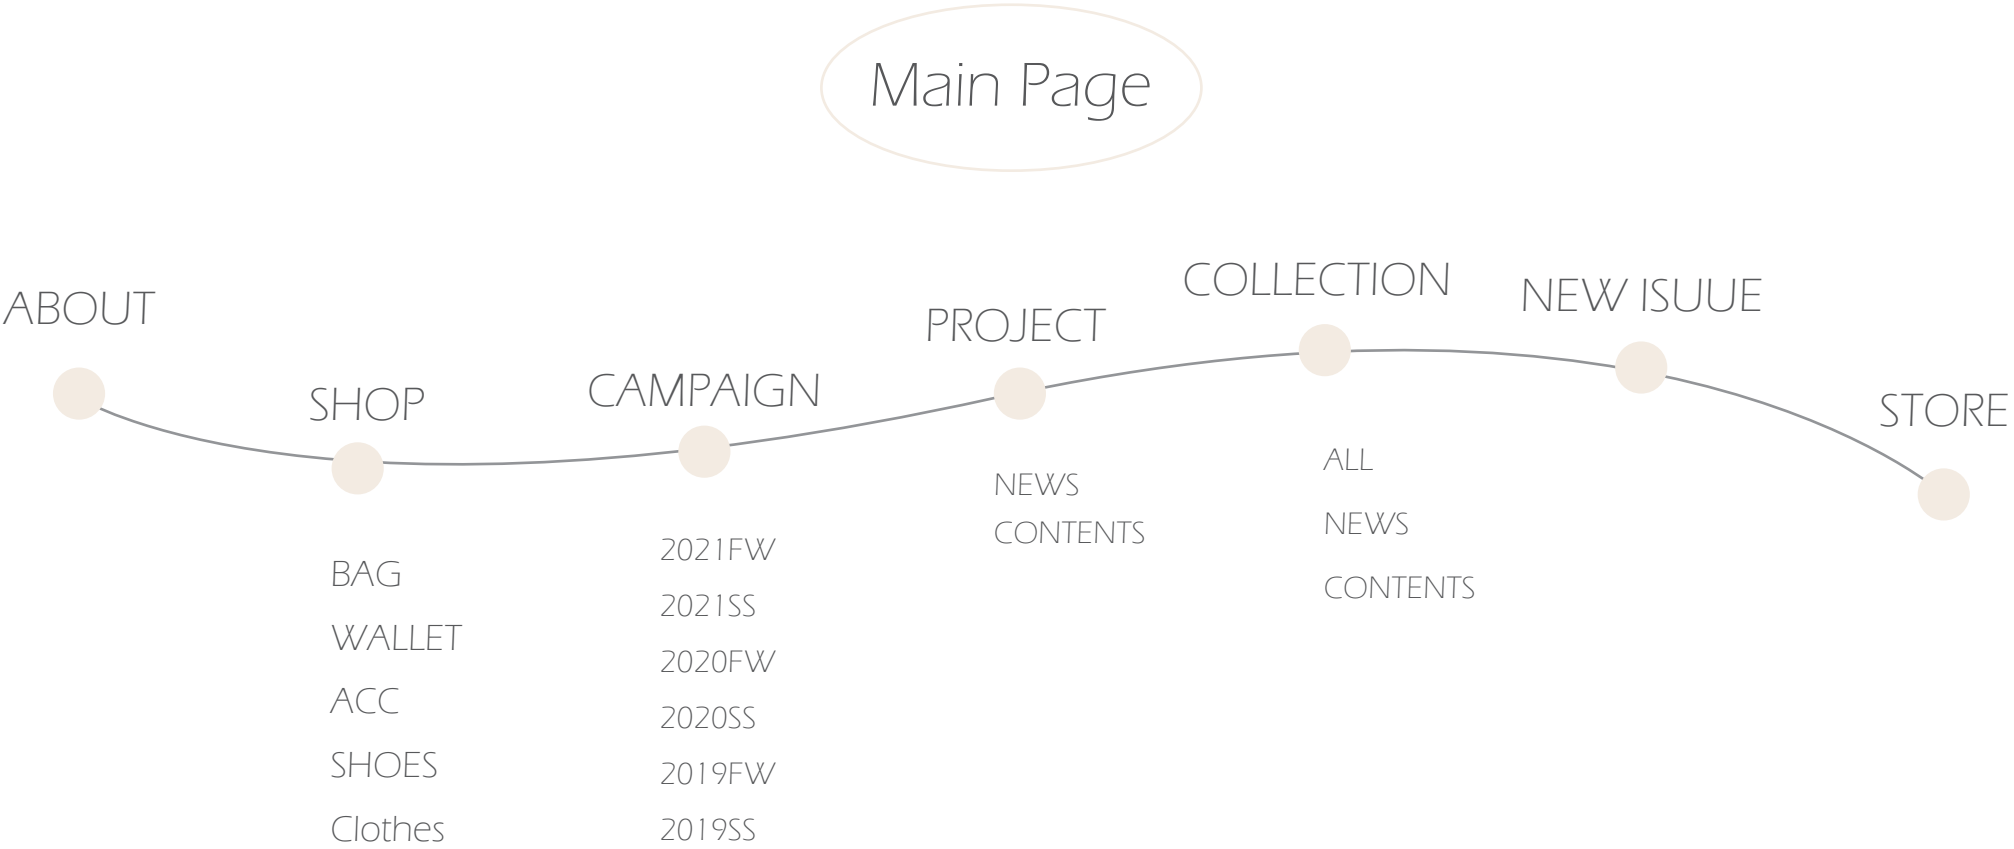 Main Page
ABOUT
SHOP
BAG
WALLET
ACC
SHOES
Clothes
CAMPAIGN
2021FW
2021SS
2020FW
2020SS
2019FW
2019SS
PROJECT
NEWS
CONTENTS
COLLECTION
ALL
NEWS
CONTENTS
NEW ISUUE
STORE